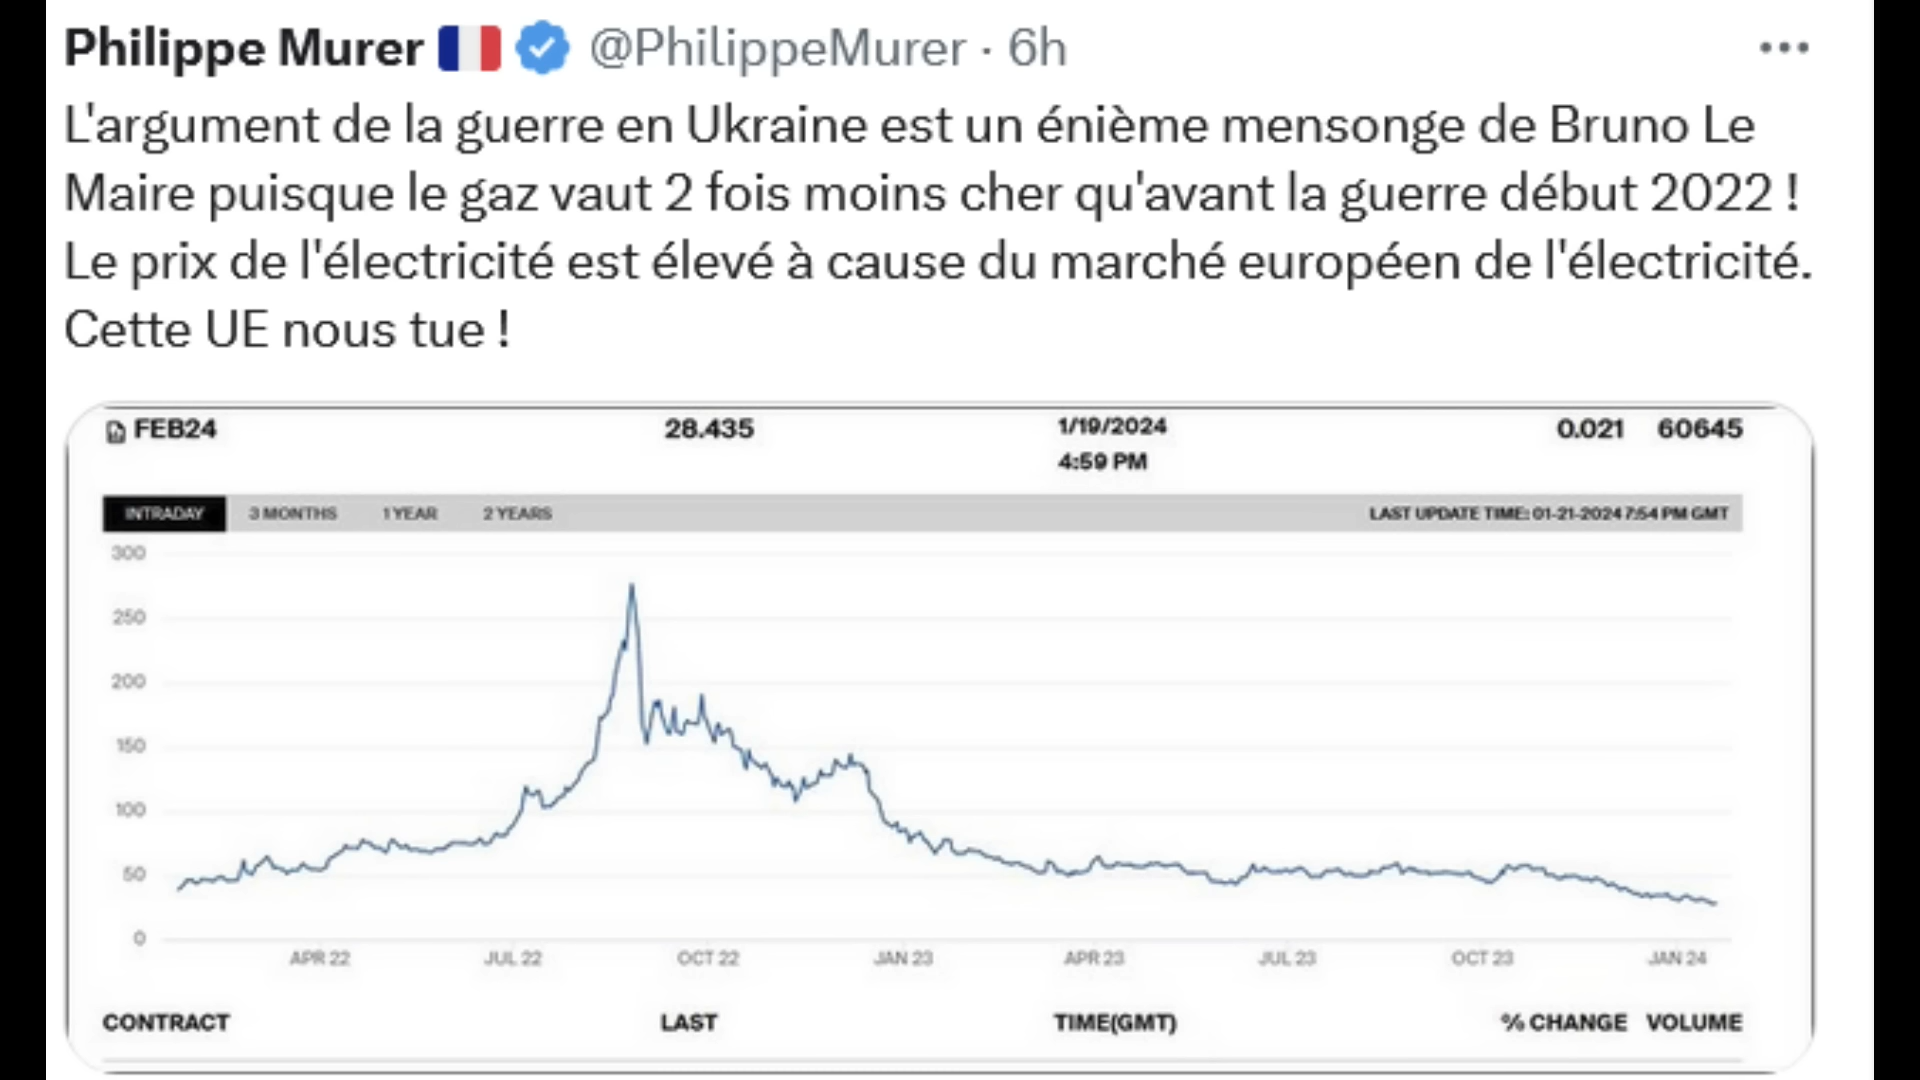 Philippe Murer 🇫🇷 @PhilippeMurer · 6h
L'argument de la guerre en Ukraine est un énième mensonge de Bruno Le
Maire puisque le gaz vaut 2 fois moins cher qu'avant la guerre début 2022 !
Le prix de l'électricité est élevé à cause du marché européen de l'électricité.
Cette UE nous tue !
FEB24 28.435 1/19/2024 0.021 60645
4:59 PM
INTRADAY 3 MONTHS 1 YEAR 2 YEARS LAST UPDATE TIME: 01-21-2024 7:54 PM GMT
300
250
200
150
100
50
0
APR 22 JUL 22 OCT 22 JAN 23 APR 23 JUL 23 OCT 23 JAN 24
CONTRACT LAST TIME(GMT) % CHANGE VOLUME